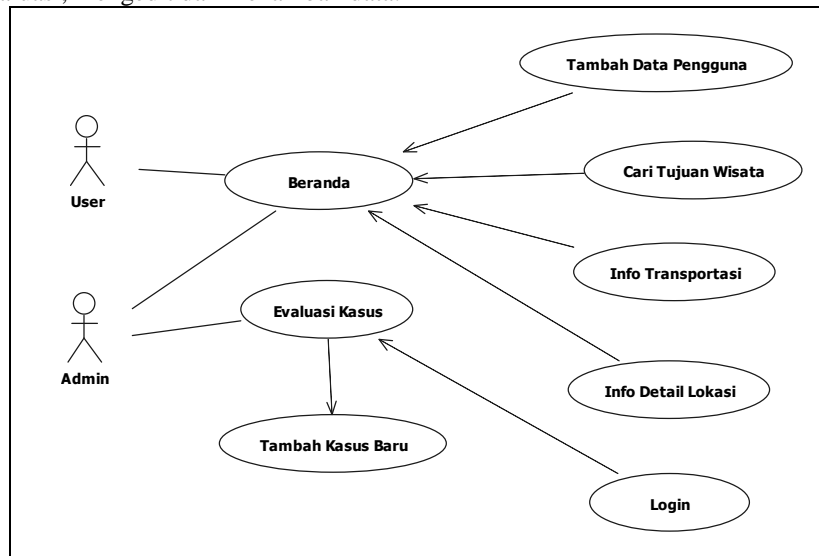 Tambah Data Pengguna
Cari Tujuan Wisata
User
Beranda
Info Transportasi
Evaluasi Kasus
Admin
Info Detail Lokasi
Tambah Kasus Baru
Login